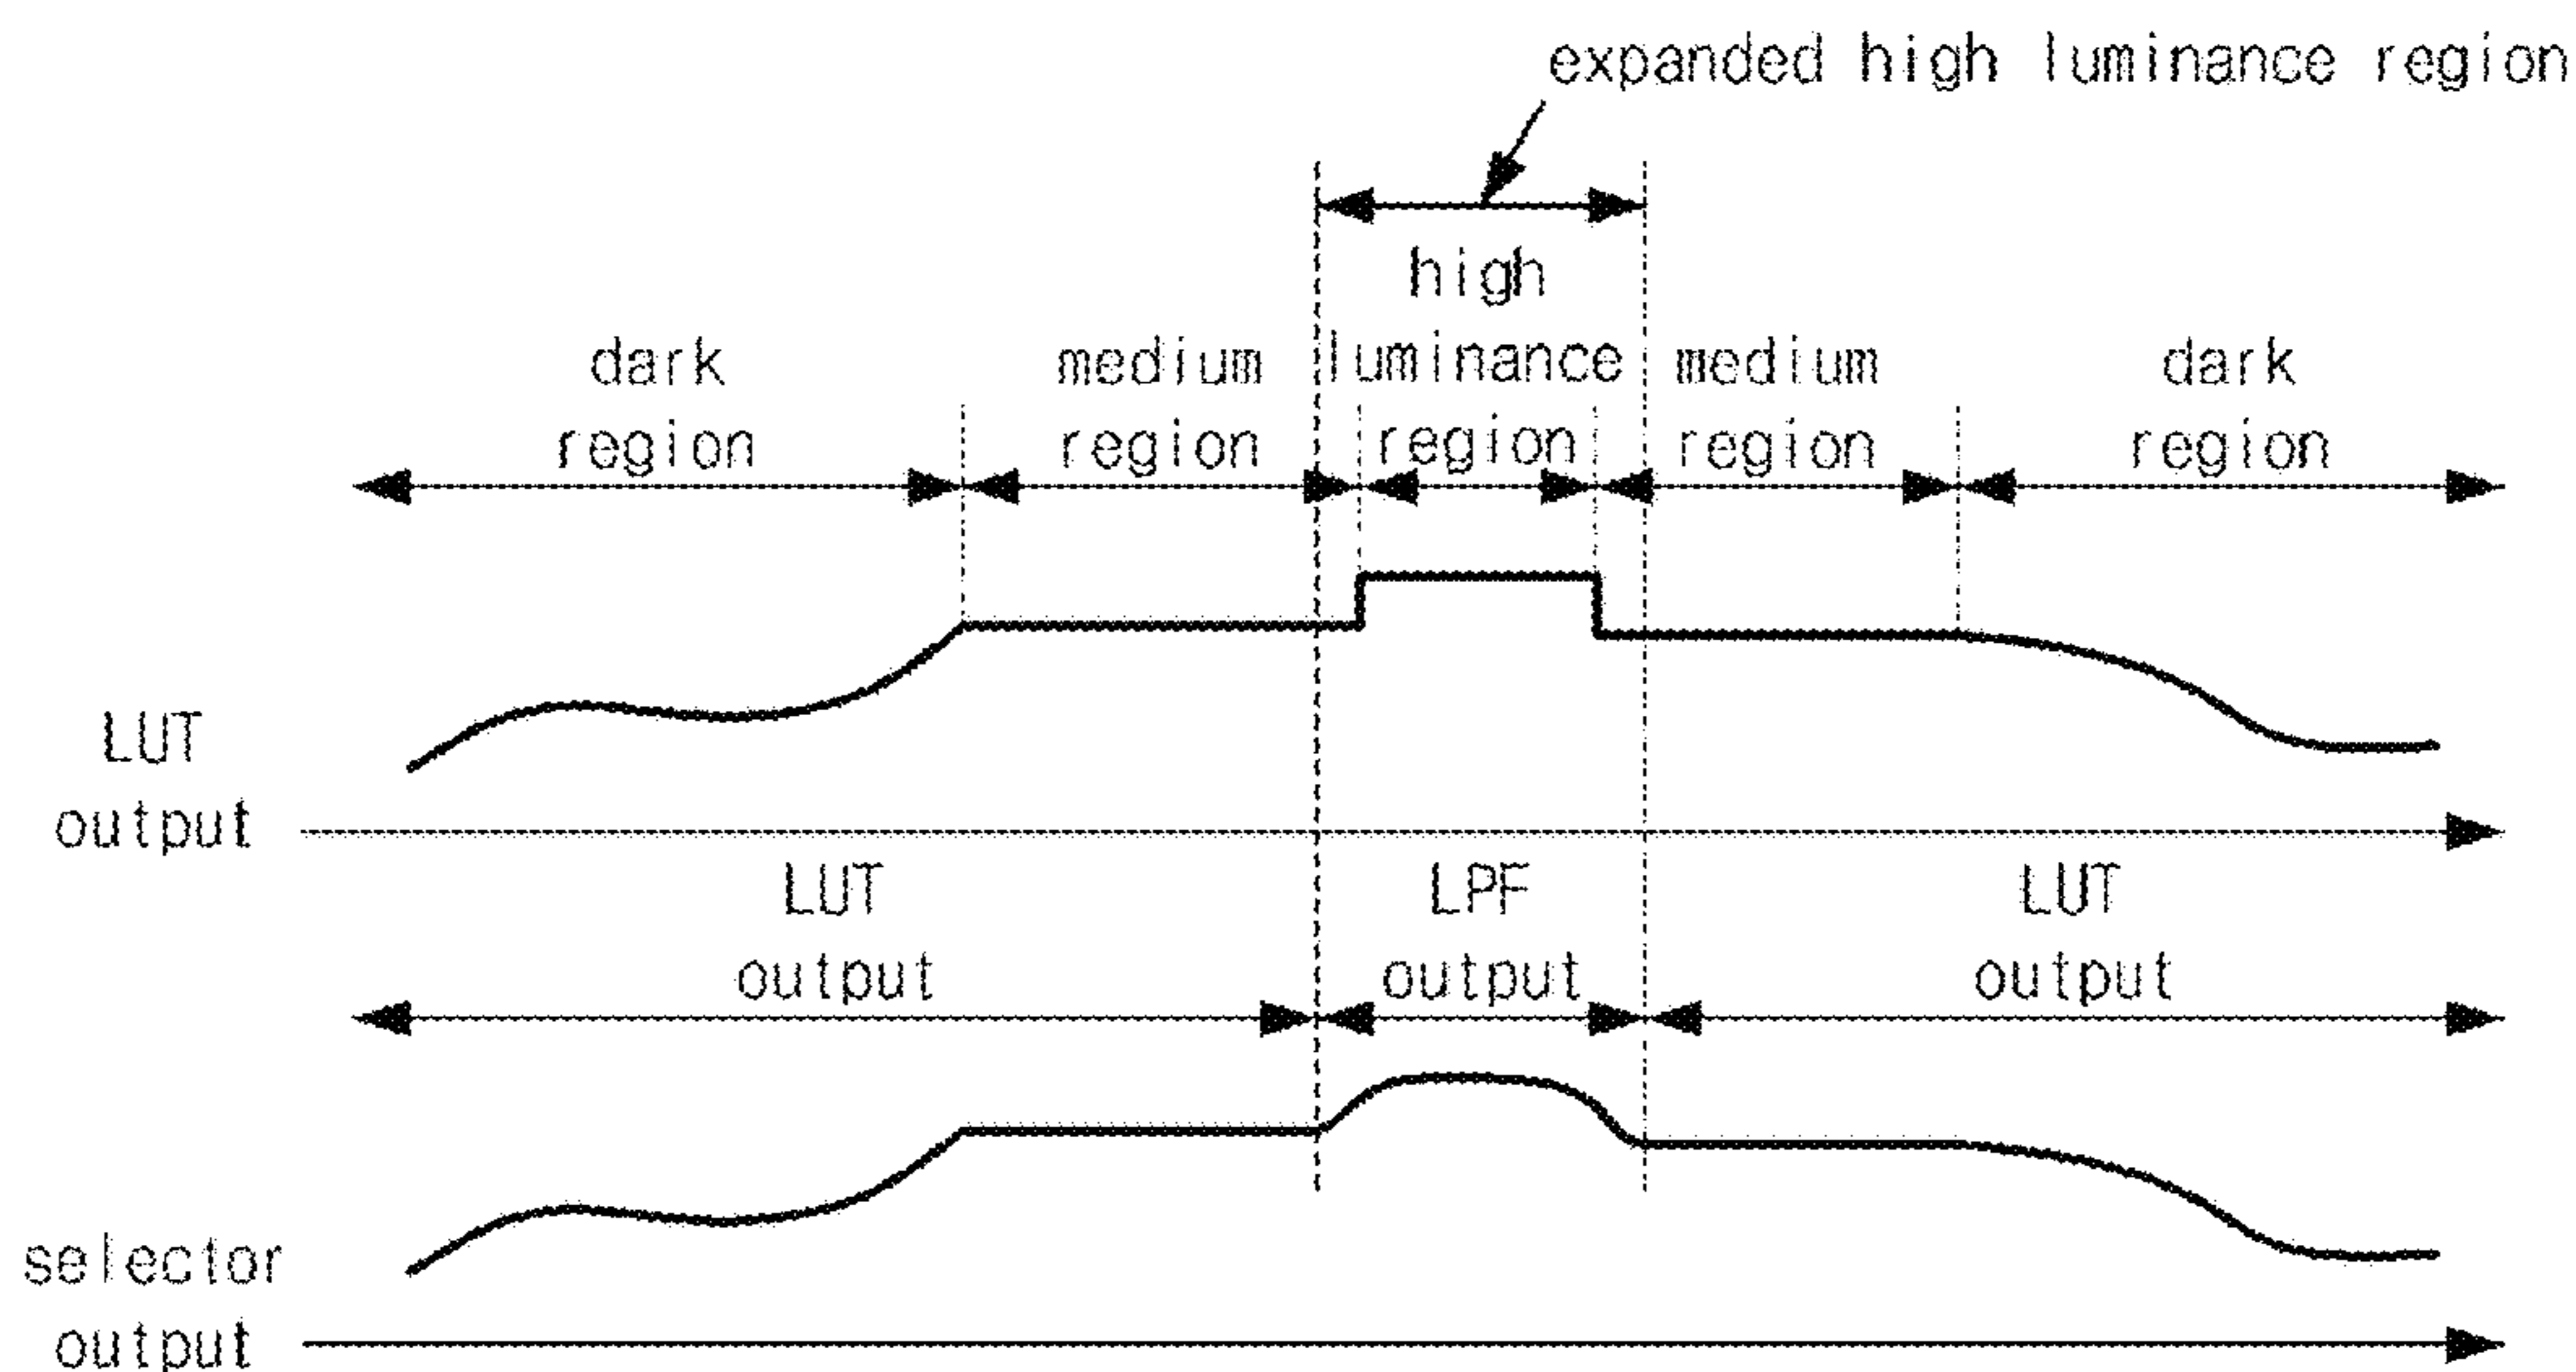 expanded high luminance region
high
luminance
region
dark
region
medium
region
medium
region
dark
region
LUT
output
LUT
output
LPF
output
LUT
output
selector
output